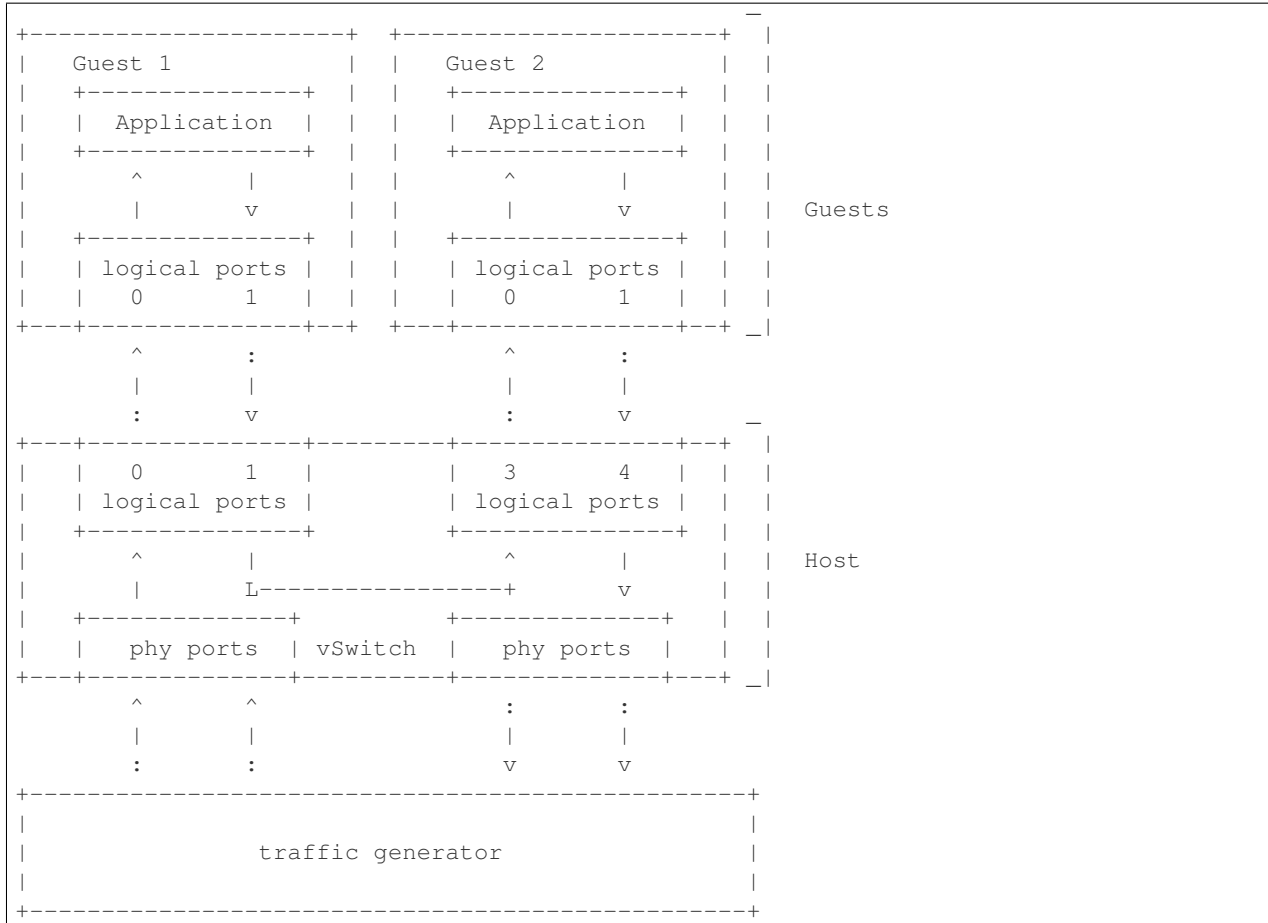 _
+----------------------+  +----------------------+  |
|   Guest 1            |  |   Guest 2            |  |
|   +---------------+  |  |   +---------------+  |  |
|   |  Application  |  |  |   |  Application  |  |  |
|   +---------------+  |  |   +---------------+  |  |
|       ^       |      |  |       ^       |      |  |
|       |       v      |  |       |       v      |  |  Guests
|   +---------------+  |  |   +---------------+  |  |
|   | logical ports |  |  |   | logical ports |  |  |
|   |   0       1   |  |  |   |   0       1   |  |  |
+---+---------------+--+  +---+---------------+--+ _|
        ^       :                 ^       :
        |       |                 |       |
        :       v                 :       v        _
+---+---------------+---------+---------------+--+  |
|   |   0       1   |         |   3       4   |  |  |
|   | logical ports |         | logical ports |  |  |
|   +---------------+         +---------------+  |  |
|       ^       |                 ^       |      |  |  Host
|       |       L-----------------+       v      |  |
|   +--------------+          +--------------+   |  |
|   |   phy ports  | vSwitch  |   phy ports  |   |  |
+---+--------------+----------+--------------+---+ _|
        ^       ^                 :       :
        |       |                 |       |
        :       :                 v       v
+--------------------------------------------------+
|                                                  |
|                traffic generator                 |
|                                                  |
+--------------------------------------------------+